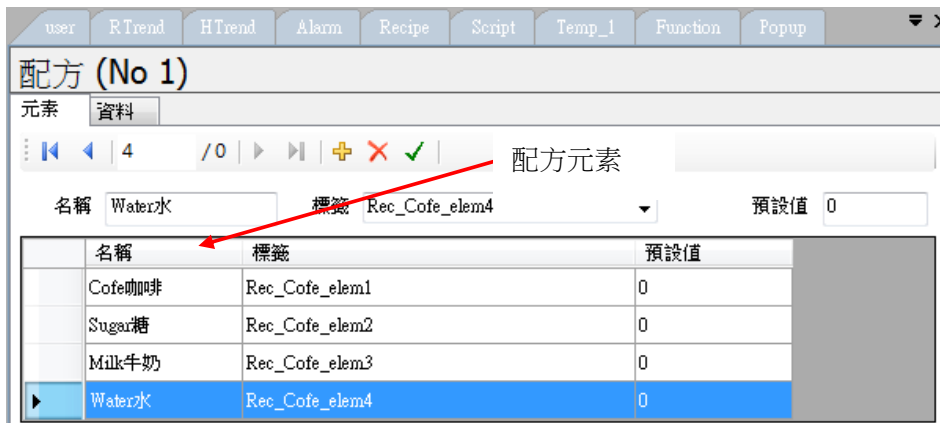 user RTrend HTrend Alarm Recipe Script Temp_1 Function Popup
配方 (No 1)
元素 資料
4 /0
配方元素
名稱 Water水 標籤 Rec_Cofe_elem4 預設值 0
名稱 標籤 預設值
Cofe咖啡 Rec_Cofe_elem1 0
Sugar糖 Rec_Cofe_elem2 0
Milk牛奶 Rec_Cofe_elem3 0
Water水 Rec_Cofe_elem4 0